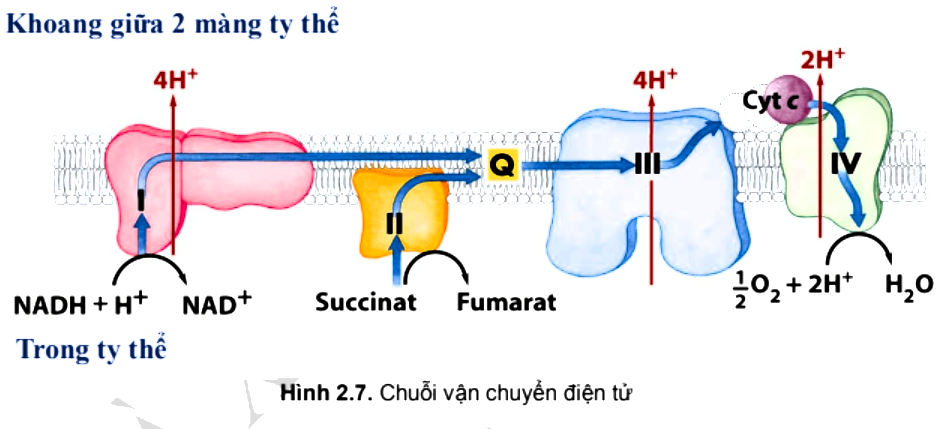 Khoang giữa 2 màng ty thể
4H⁺
4H⁺
2H⁺
Cyt c
I
II
Q
III
IV
NADH + H⁺
NAD⁺
Succinat
Fumarat
½O₂ + 2H⁺
H₂O
Trong ty thể
Hình 2.7. Chuỗi vận chuyển điện tử